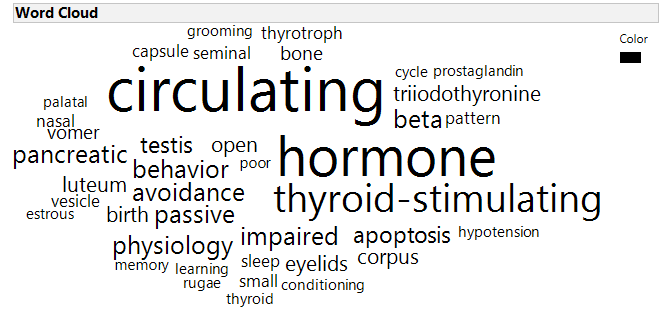 Word Cloud
grooming thyrotroph
Color
capsule seminal bone
circulating
cycle prostaglandin
triiodothyronine
palatal
nasal
beta pattern
vomer
testis open
pancreatic
hormone
behavior poor
luteum
avoidance
thyroid-stimulating
vesicle
estrous birth passive
physiology impaired apoptosis hypotension
memory learning sleep eyelids corpus
rugae small conditioning
thyroid